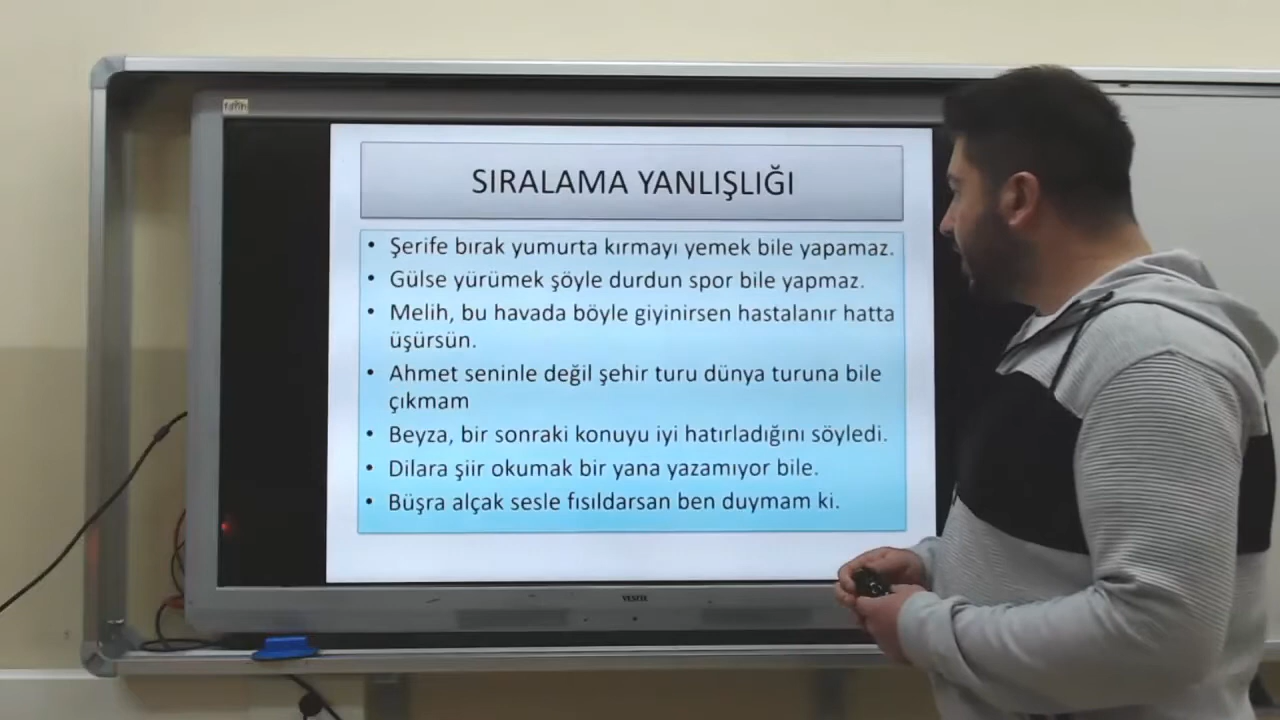 SIRALAMA YANLIŞLIĞI
• Şerife bırak yumurta kırmayı yemek bile yapamaz.
• Gülse yürümek şöyle durdun spor bile yapmaz.
• Melih, bu havada böyle giyinirsen hastalanır hatta
üşürsün.
• Ahmet seninle değil şehir turu dünya turuna bile
çıkmam
• Beyza, bir sonraki konuyu iyi hatırladığını söyledi.
• Dilara şiir okumak bir yana yazamıyor bile.
• Büşra alçak sesle fısıldarsan ben duymam ki.
VESTEL